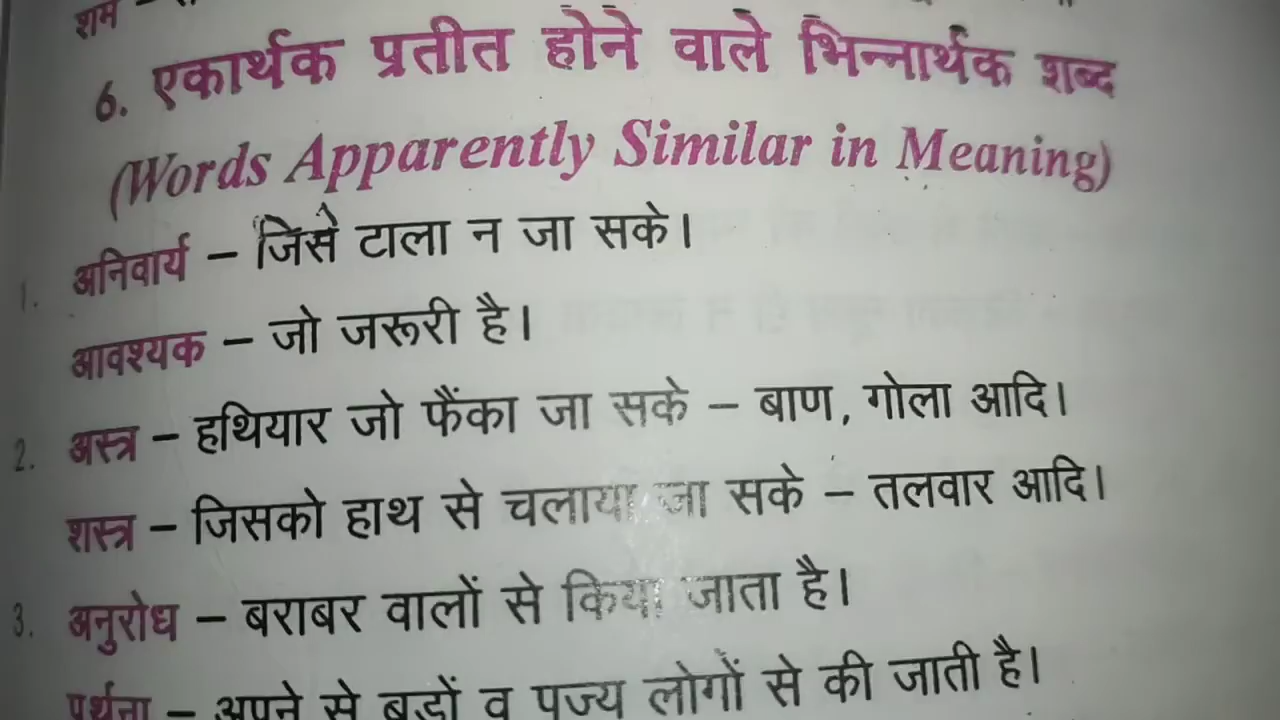 शम –
6. एकार्थक प्रतीत होने वाले भिन्नार्थक शब्द
(Words Apparently Similar in Meaning)
1. अनिवार्य – जिसे टाला न जा सके।
आवश्यक – जो जरूरी है।
2. अस्त्र – हथियार जो फैंका जा सके – बाण, गोला आदि।
शस्त्र – जिसको हाथ से चलाया जा सके – तलवार आदि।
3. अनुरोध – बराबर वालों से किया जाता है।
– अपने से बड़ों व पूज्य लोगों से की जाती है।